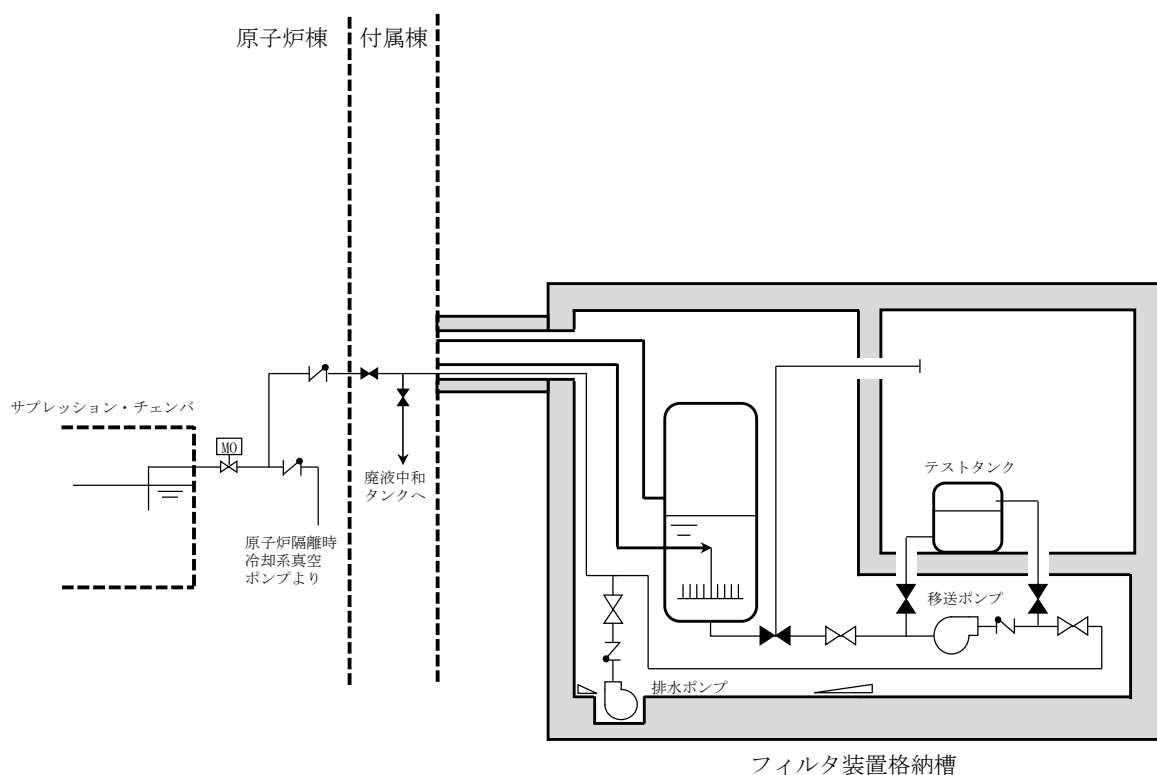 原子炉棟
付属棟
サプレッション・チェンバ
MO
廃液中和
タンクへ
原子炉隔離時
冷却系真空
ポンプより
テストタンク
移送ポンプ
排水ポンプ
フィルタ装置格納槽